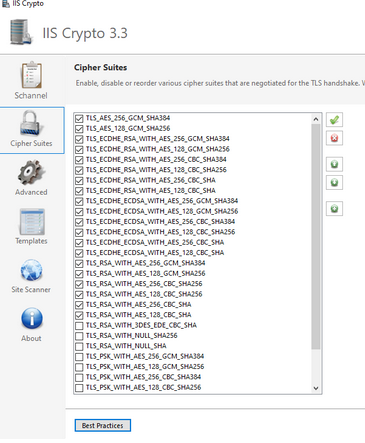 IIS Crypto
IIS Crypto 3.3
Schannel
Cipher Suites
Advanced
Templates
Site Scanner
About
Cipher Suites
Enable, disable or reorder various cipher suites that are negotiated for the TLS handshake. W
TLS_AES_256_GCM_SHA384
TLS_AES_128_GCM_SHA256
TLS_ECDHE_RSA_WITH_AES_256_GCM_SHA384
TLS_ECDHE_RSA_WITH_AES_128_GCM_SHA256
TLS_ECDHE_RSA_WITH_AES_256_CBC_SHA384
TLS_ECDHE_RSA_WITH_AES_128_CBC_SHA256
TLS_ECDHE_RSA_WITH_AES_256_CBC_SHA
TLS_ECDHE_RSA_WITH_AES_128_CBC_SHA
TLS_ECDHE_ECDSA_WITH_AES_256_GCM_SHA384
TLS_ECDHE_ECDSA_WITH_AES_128_GCM_SHA256
TLS_ECDHE_ECDSA_WITH_AES_256_CBC_SHA384
TLS_ECDHE_ECDSA_WITH_AES_128_CBC_SHA256
TLS_ECDHE_ECDSA_WITH_AES_256_CBC_SHA
TLS_ECDHE_ECDSA_WITH_AES_128_CBC_SHA
TLS_RSA_WITH_AES_256_GCM_SHA384
TLS_RSA_WITH_AES_128_GCM_SHA256
TLS_RSA_WITH_AES_256_CBC_SHA256
TLS_RSA_WITH_AES_128_CBC_SHA256
TLS_RSA_WITH_AES_256_CBC_SHA
TLS_RSA_WITH_AES_128_CBC_SHA
TLS_RSA_WITH_3DES_EDE_CBC_SHA
TLS_RSA_WITH_NULL_SHA256
TLS_RSA_WITH_NULL_SHA
TLS_PSK_WITH_AES_256_GCM_SHA384
TLS_PSK_WITH_AES_128_GCM_SHA256
TLS_PSK_WITH_AES_256_CBC_SHA384
TLS_PSK_WITH_AES_128_CBC_SHA256
Best Practices